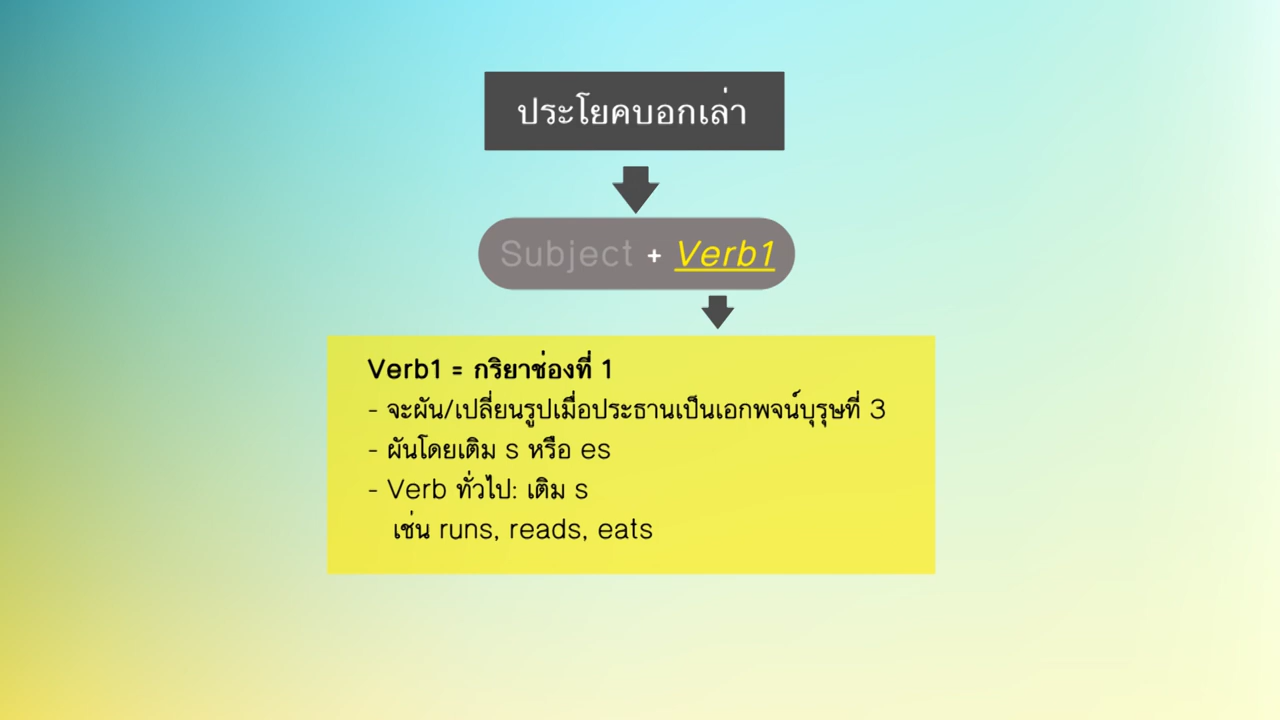 ประโยคบอกเล่า
Subject + Verb1
Verb1 = กริยาช่องที่ 1
- จะผัน/เปลี่ยนรูปเมื่อประธานเป็นเอกพจน์บุรุษที่ 3
- ผันโดยเติม s หรือ es
- Verb ทั่วไป: เติม s
เช่น runs, reads, eats